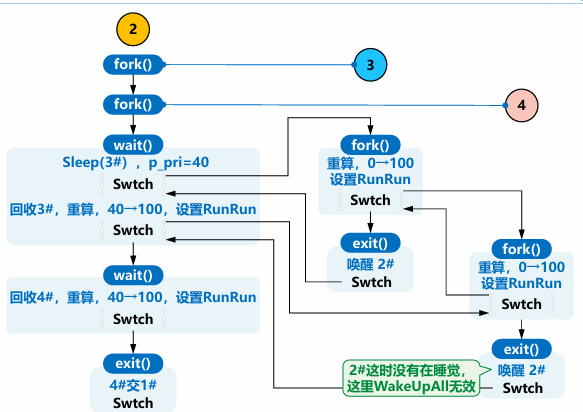 2
fork()
3
fork()
4
wait()
Sleep(3#) ，p_pri=40
Swtch
回收3#，重算，40→100，设置RunRun
Swtch
fork()
重算，0→100
设置RunRun
Swtch
exit()
唤醒 2#
Swtch
fork()
重算，0→100
设置RunRun
Swtch
wait()
回收4#，重算，40→100，设置RunRun
Swtch
exit()
4#交1#
Swtch
exit()
唤醒 2#
Swtch
2#这时没有在睡觉，
这里WakeUpAll无效